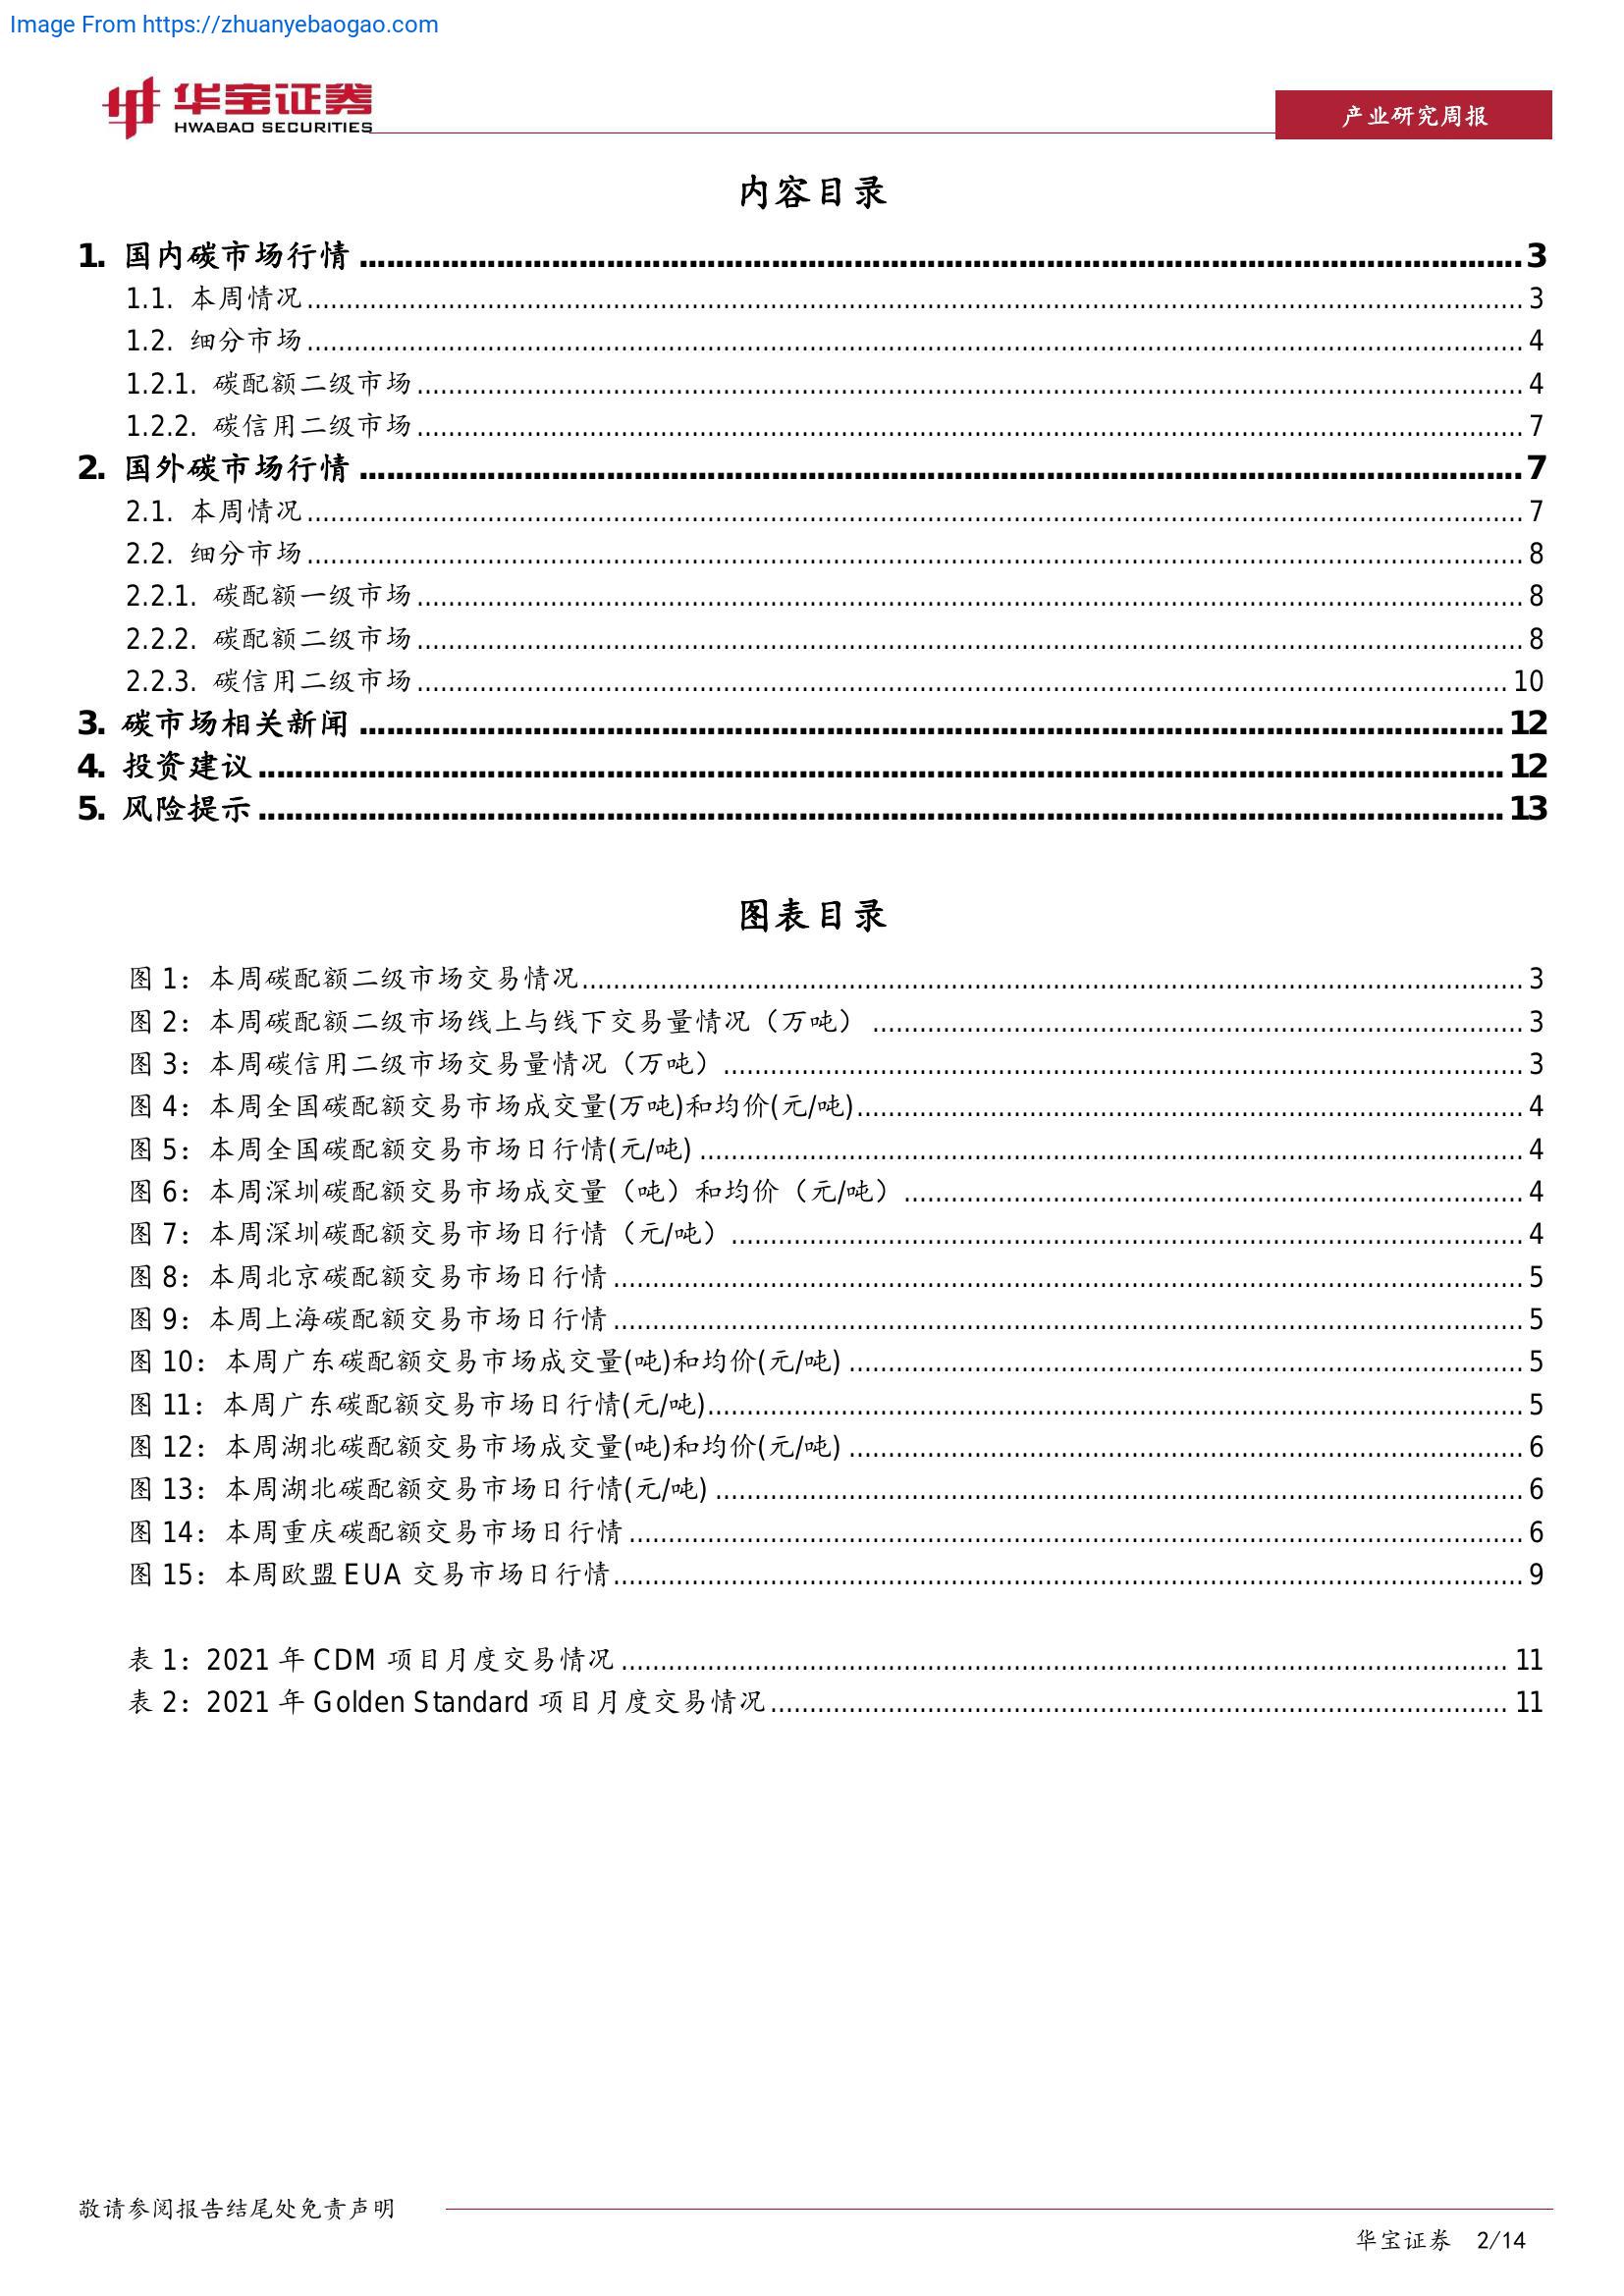 Image From https://zhuanyebaogao.com
华宝证券
HWABAO SECURITIES
产业研究周报
内容目录
1. 国内碳市场行情 3
1.1. 本周情况 3
1.2. 细分市场 4
1.2.1. 碳配额二级市场 4
1.2.2. 碳信用二级市场 7
2. 国外碳市场行情 7
2.1. 本周情况 7
2.2. 细分市场 8
2.2.1. 碳配额一级市场 8
2.2.2. 碳配额二级市场 8
2.2.3. 碳信用二级市场 10
3. 碳市场相关新闻 12
4. 投资建议 12
5. 风险提示 13
图表目录
图 1：本周碳配额二级市场交易情况 3
图 2：本周碳配额二级市场线上与线下交易量情况（万吨） 3
图 3：本周碳信用二级市场交易量情况（万吨） 3
图 4：本周全国碳配额交易市场成交量(万吨)和均价(元/吨) 4
图 5：本周全国碳配额交易市场日行情(元/吨) 4
图 6：本周深圳碳配额交易市场成交量（吨）和均价（元/吨） 4
图 7：本周深圳碳配额交易市场日行情（元/吨） 4
图 8：本周北京碳配额交易市场日行情 5
图 9：本周上海碳配额交易市场日行情 5
图 10：本周广东碳配额交易市场成交量(吨)和均价(元/吨) 5
图 11：本周广东碳配额交易市场日行情(元/吨) 5
图 12：本周湖北碳配额交易市场成交量(吨)和均价(元/吨) 6
图 13：本周湖北碳配额交易市场日行情(元/吨) 6
图 14：本周重庆碳配额交易市场日行情 6
图 15：本周欧盟 EUA 交易市场日行情 9
表 1：2021 年 CDM 项目月度交易情况 11
表 2：2021 年 Golden Standard 项目月度交易情况 11
敬请参阅报告结尾处免责声明
华宝证券 2/14